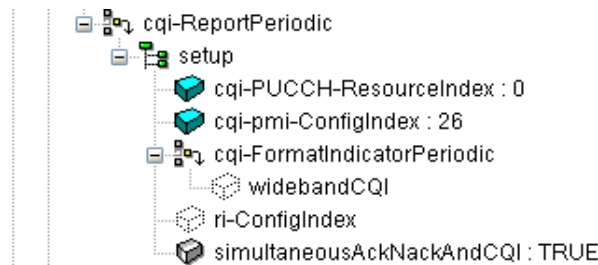 cqi-ReportPeriodic
setup
cqi-PUCCH-ResourceIndex : 0
cqi-pmi-ConfigIndex : 26
cqi-FormatIndicatorPeriodic
widebandCQI
ri-ConfigIndex
simultaneousAckNackAndCQI : TRUE